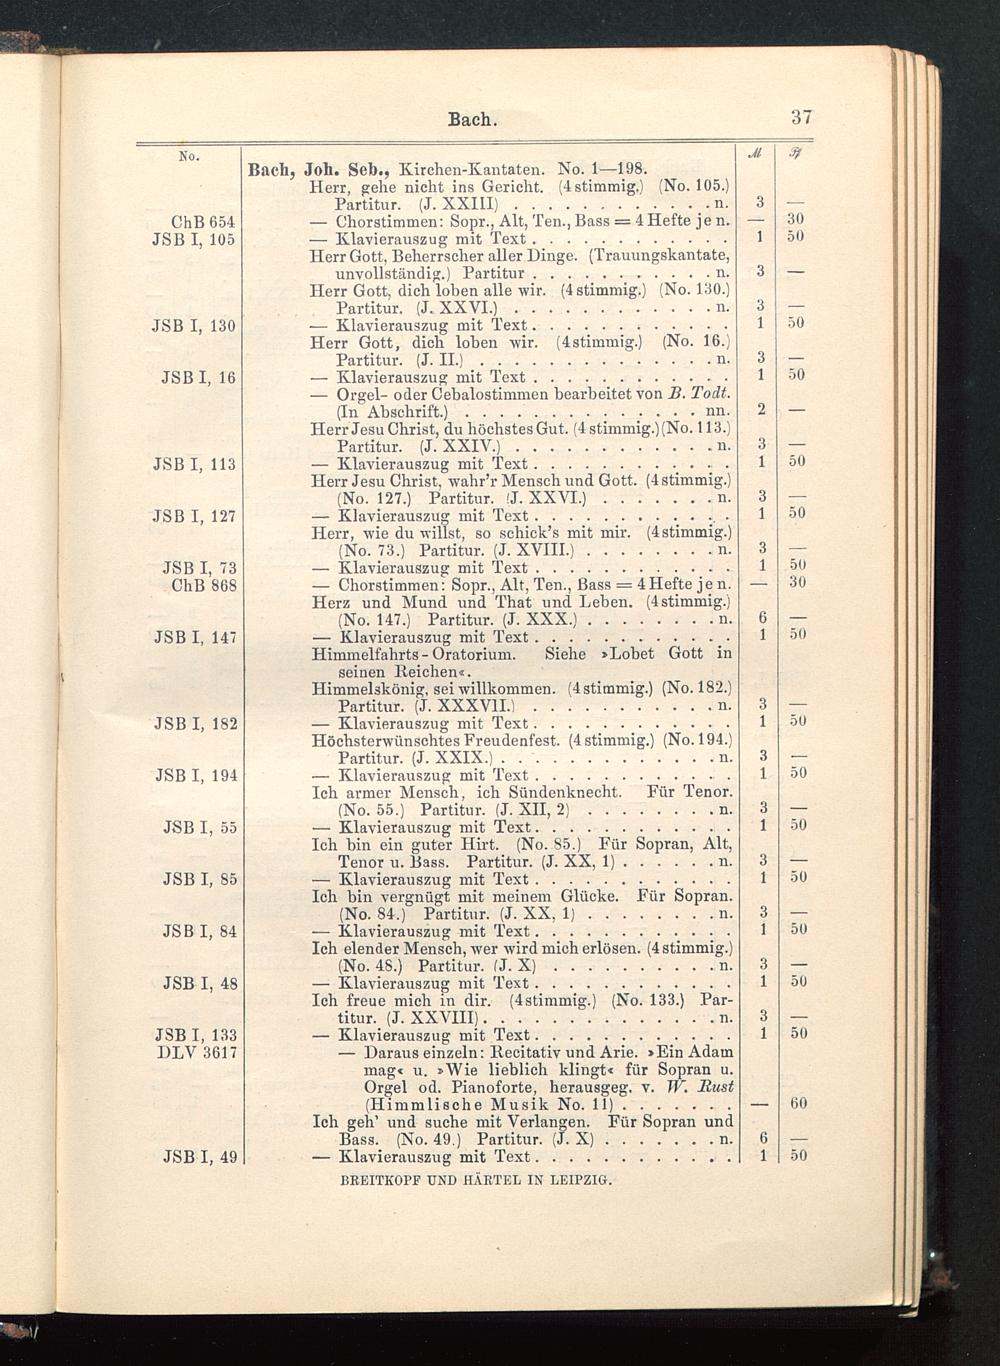 Bach. 37
No. ℳ ₰
Bach, Joh. Seb., Kirchen-Kantaten. No. 1—198.
Herr, gehe nicht ins Gericht. (4stimmig.) (No. 105.)
Partitur. (J. XXIII) . . . . . . . . . . . . n. 3 —
ChB 654 — Chorstimmen: Sopr., Alt, Ten., Bass = 4 Hefte je n. — 30
JSB I, 105 — Klavierauszug mit Text . . . . . . . . . . . . 1 50
Herr Gott, Beherrscher aller Dinge. (Trauungskantate,
unvollständig.) Partitur . . . . . . . . . . . n. 3 —
Herr Gott, dich loben alle wir. (4stimmig.) (No. 130.)
Partitur. (J. XXVI.) . . . . . . . . . . . . n. 3 —
JSB I, 130 — Klavierauszug mit Text . . . . . . . . . . . . 1 50
Herr Gott, dich loben wir. (4stimmig.) (No. 16.)
Partitur. (J. II.) . . . . . . . . . . . . . . n. 3 —
JSB I, 16 — Klavierauszug mit Text . . . . . . . . . . . . 1 50
— Orgel- oder Cebalostimmen bearbeitet von B. Todt.
(In Abschrift.) . . . . . . . . . . . . . . nn. 2 —
Herr Jesu Christ, du höchstes Gut. (4 stimmig.) (No. 113.)
Partitur. (J. XXIV.) . . . . . . . . . . . . n. 3 —
JSB I, 113 — Klavierauszug mit Text . . . . . . . . . . . . 1 50
Herr Jesu Christ, wahr'r Mensch und Gott. (4stimmig.)
(No. 127.) Partitur. (J. XXVI.) . . . . . . . n. 3 —
JSB I, 127 — Klavierauszug mit Text . . . . . . . . . . . . 1 50
Herr, wie du willst, so schick's mit mir. (4stimmig.)
(No. 73.) Partitur. (J. XVIII.) . . . . . . . . n. 3 —
JSB I, 73 — Klavierauszug mit Text . . . . . . . . . . . . 1 50
ChB 868 — Chorstimmen: Sopr., Alt, Ten., Bass = 4 Hefte je n. — 30
Herz und Mund und That und Leben. (4stimmig.)
(No. 147.) Partitur. (J. XXX.) . . . . . . . . n. 6 —
JSB I, 147 — Klavierauszug mit Text . . . . . . . . . . . . 1 50
Himmelfahrts-Oratorium. Siehe »Lobet Gott in
seinen Reichen«.
Himmelskönig, sei willkommen. (4stimmig.) (No. 182.)
Partitur. (J. XXXVII.) . . . . . . . . . . . n. 3 —
JSB I, 182 — Klavierauszug mit Text . . . . . . . . . . . . 1 50
Höchsterwünschtes Freudenfest. (4 stimmig.) (No. 194.)
Partitur. (J. XXIX.) . . . . . . . . . . . . . n. 3 —
JSB I, 194 — Klavierauszug mit Text . . . . . . . . . . . . 1 50
Ich armer Mensch, ich Sündenknecht. Für Tenor.
(No. 55.) Partitur. (J. XII, 2) . . . . . . . . n. 3 —
JSB I, 55 — Klavierauszug mit Text . . . . . . . . . . . . 1 50
Ich bin ein guter Hirt. (No. 85.) Für Sopran, Alt,
Tenor u. Bass. Partitur. (J. XX, 1) . . . . . . n. 3 —
JSB I, 85 — Klavierauszug mit Text . . . . . . . . . . . . 1 50
Ich bin vergnügt mit meinem Glücke. Für Sopran.
(No. 84.) Partitur. (J. XX, 1) . . . . . . . . n. 3 —
JSB I, 84 — Klavierauszug mit Text . . . . . . . . . . . . 1 50
Ich elender Mensch, wer wird mich erlösen. (4stimmig.)
(No. 48.) Partitur. (J. X) . . . . . . . . . . n. 3 —
JSB I, 48 — Klavierauszug mit Text . . . . . . . . . . . . 1 50
Ich freue mich in dir. (4stimmig.) (No. 133.) Par-
titur. (J. XXVIII) . . . . . . . . . . . . . . n. 3 —
JSB I, 133 — Klavierauszug mit Text . . . . . . . . . . . . 1 50
DLV 3617 — Daraus einzeln: Recitativ und Arie. »Ein Adam
mag« u. »Wie lieblich klingt« für Sopran u.
Orgel od. Pianoforte, herausgeg. v. W. Rust
(Himmlische Musik No. 11) . . . . . . . — 60
Ich geh' und suche mit Verlangen. Für Sopran und
Bass. (No. 49.) Partitur. (J. X) . . . . . . . n. 6 —
JSB I, 49 — Klavierauszug mit Text . . . . . . . . . . . . 1 50
BREITKOPF UND HÄRTEL IN LEIPZIG.